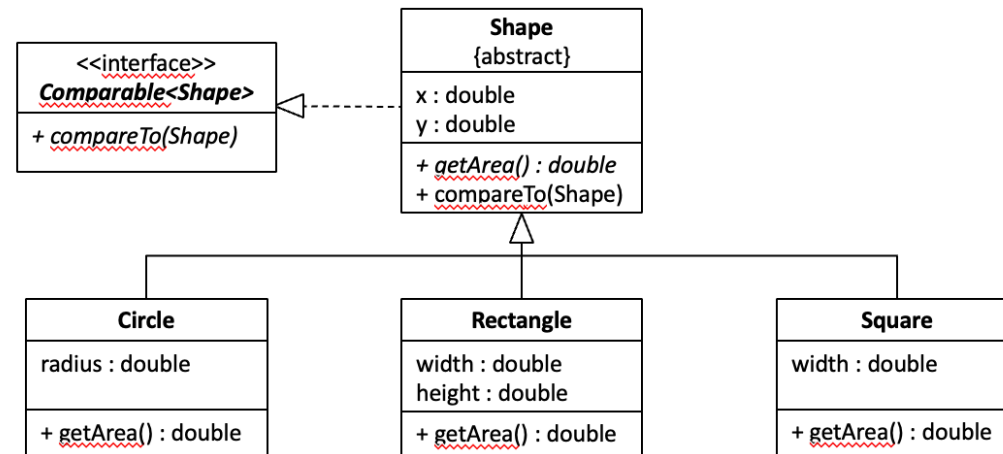 <<interface>>
Comparable<Shape>
+ compareTo(Shape)
Shape
{abstract}
x : double
y : double
+ getArea() : double
+ compareTo(Shape)
Circle
radius : double
+ getArea() : double
Rectangle
width : double
height : double
+ getArea() : double
Square
width : double
+ getArea() : double